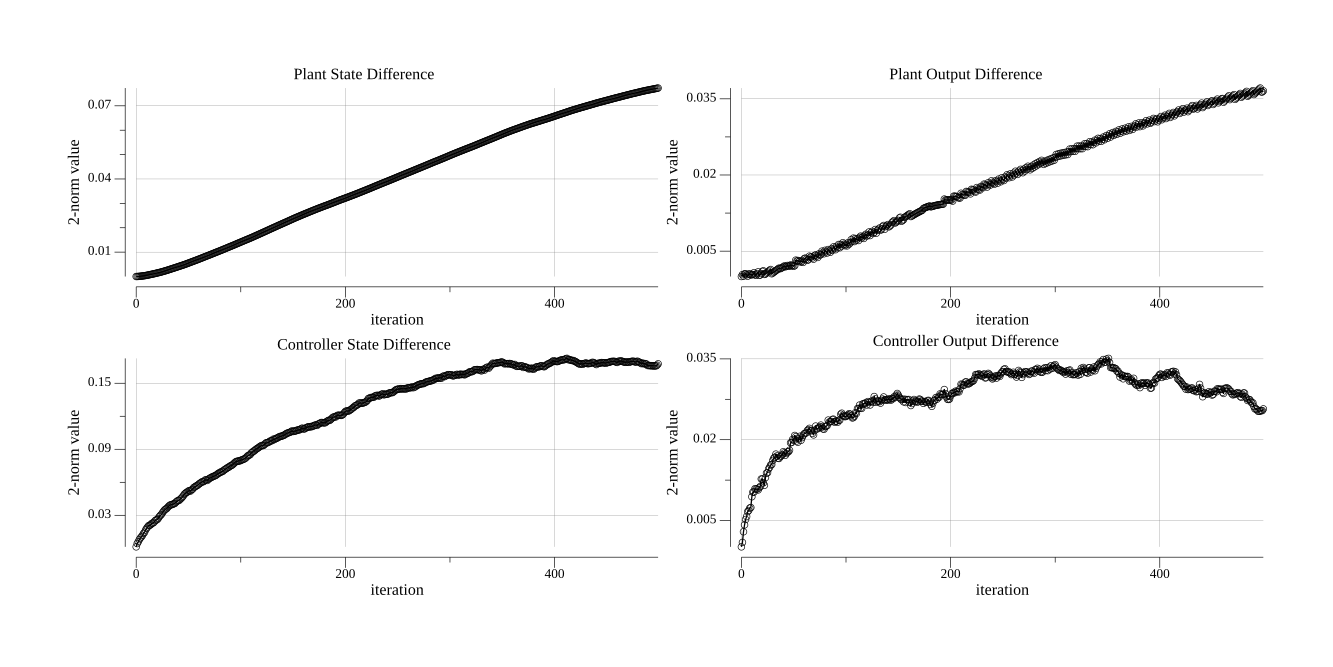 Plant State Difference
2-norm value
0.07
0.04
0.01
0 200 400
iteration
Plant Output Difference
2-norm value
0.035
0.02
0.005
0 200 400
iteration
Controller State Difference
2-norm value
0.15
0.09
0.03
0 200 400
iteration
Controller Output Difference
2-norm value
0.035
0.02
0.005
0 200 400
iteration